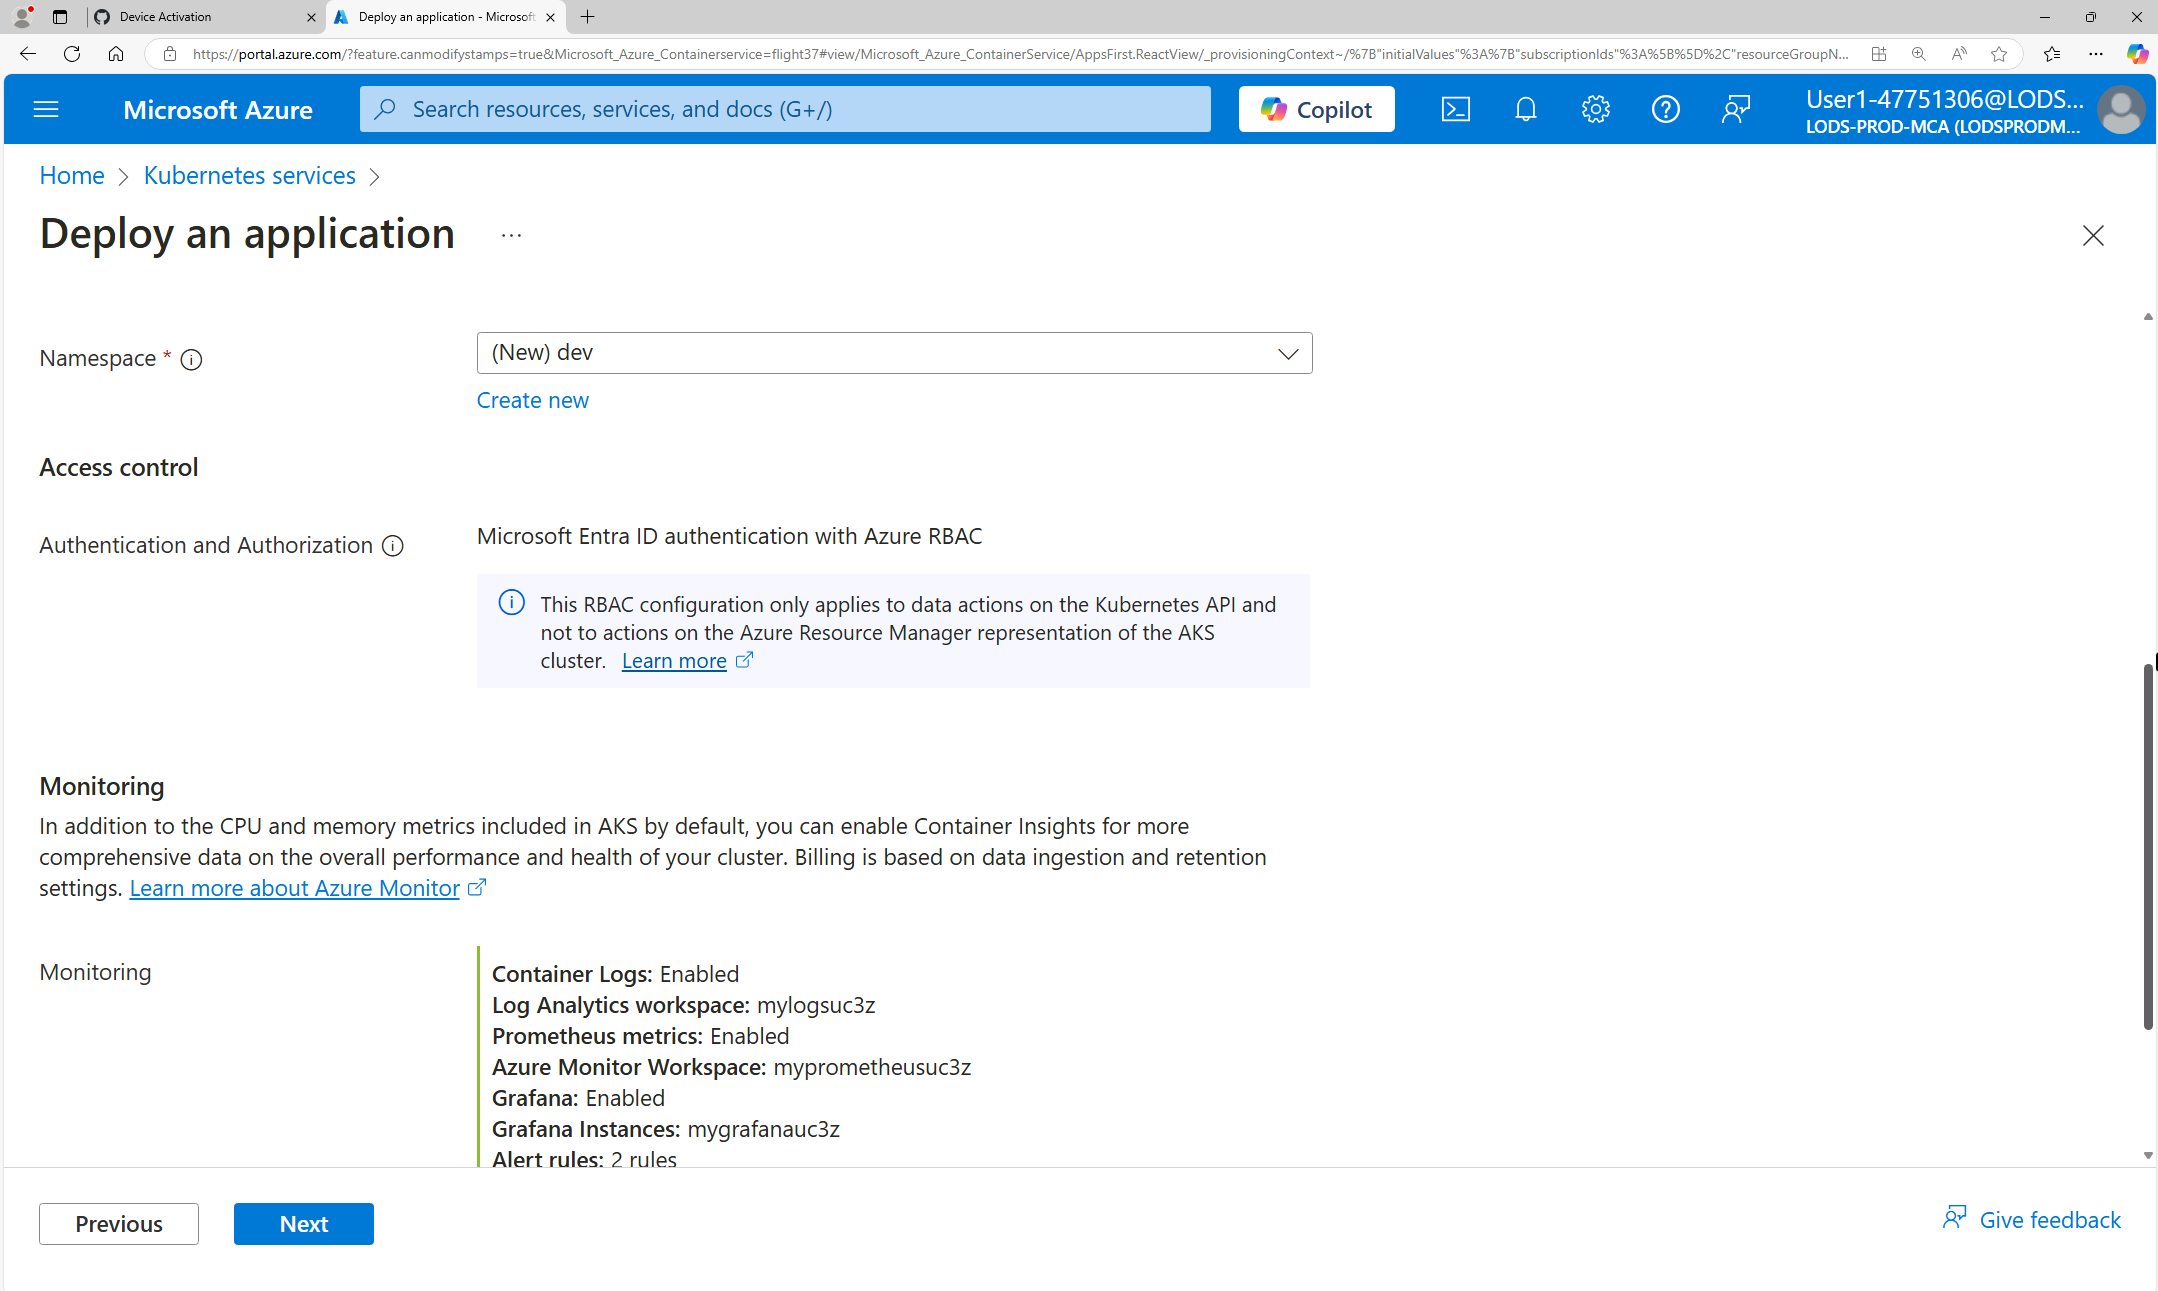 Device Activation
Deploy an application - Microsoft
https://portal.azure.com/?feature.canmodifystamps=true&Microsoft_Azure_Containerservice=flight37#view/Microsoft_Azure_ContainerService/AppsFirst.ReactView/_provisioningContext~/%7B"initialValues"%3A%7B"subscriptionIds"%3A%5B%5D%2C"resourceGroupN...
Microsoft Azure
Search resources, services, and docs (G+/)
Copilot
User1-47751306@LODS...
LODS-PROD-MCA (LODSPRODM...
Home > Kubernetes services >
Deploy an application ...
Namespace *
(New) dev
Create new
Access control
Authentication and Authorization
Microsoft Entra ID authentication with Azure RBAC
This RBAC configuration only applies to data actions on the Kubernetes API and
not to actions on the Azure Resource Manager representation of the AKS
cluster. Learn more
Monitoring
In addition to the CPU and memory metrics included in AKS by default, you can enable Container Insights for more
comprehensive data on the overall performance and health of your cluster. Billing is based on data ingestion and retention
settings. Learn more about Azure Monitor
Monitoring
Container Logs: Enabled
Log Analytics workspace: mylogsuc3z
Prometheus metrics: Enabled
Azure Monitor Workspace: myprometheusuc3z
Grafana: Enabled
Grafana Instances: mygrafanauc3z
Alert rules: 2 rules
Previous
Next
Give feedback